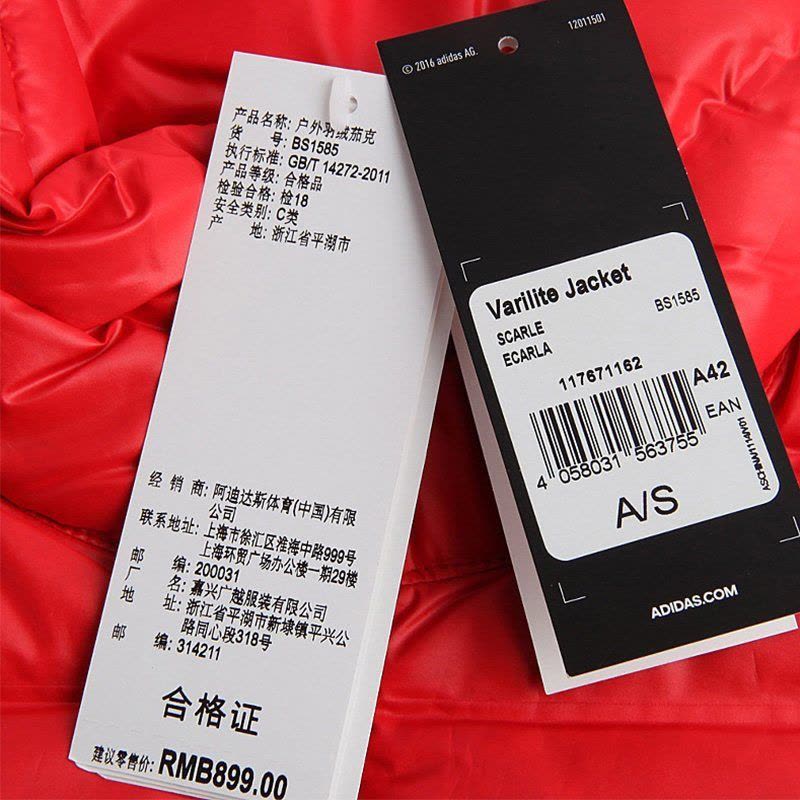 产品名称: 户外羽绒茄克
货 号: BS1585
执行标准: GB/T 14272-2011
产品等级: 合格品
检验合格: 检18
安全类别: C类
产 地: 浙江省平湖市
经 销 商: 阿迪达斯体育(中国)有限
公司
联系地址: 上海市徐汇区淮海中路999号
上海环贸广场办公楼一期29楼
邮 编: 200031
厂 名: 嘉兴广越服装有限公司
地 址: 浙江省平湖市新埭镇平兴公
路同心段318号
邮 编: 314211
合格证
建议零售价: RMB899.00
12011501
© 2016 adidas AG.
Varilite Jacket
SCARLE
BS1585
ECARLA
117671162
A42
EAN
4 058031 563755
A/S
ADIDAS.COM